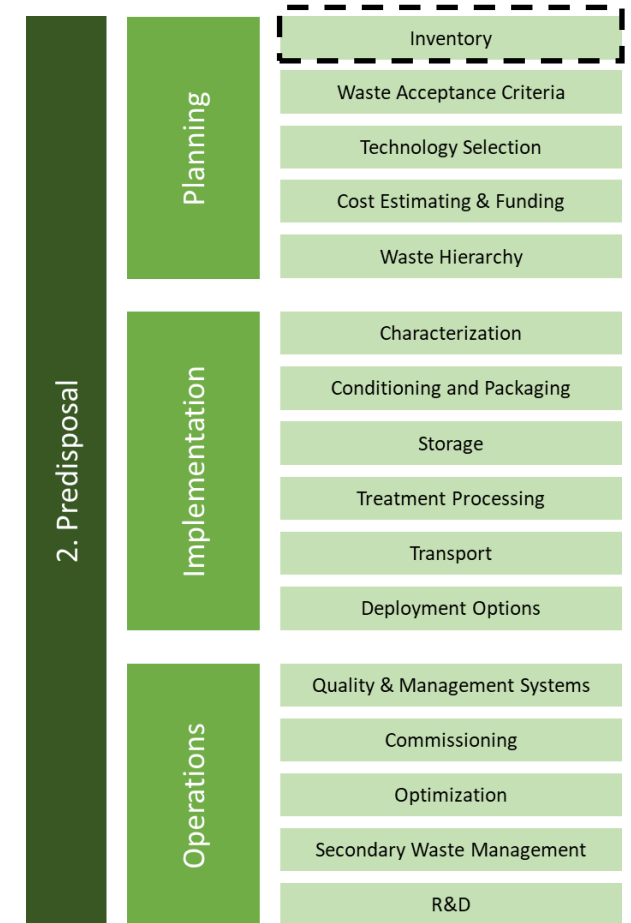 2. Predisposal
Planning
Inventory
Waste Acceptance Criteria
Technology Selection
Cost Estimating & Funding
Waste Hierarchy
Implementation
Characterization
Conditioning and Packaging
Storage
Treatment Processing
Transport
Deployment Options
Operations
Quality & Management Systems
Commissioning
Optimization
Secondary Waste Management
R&D